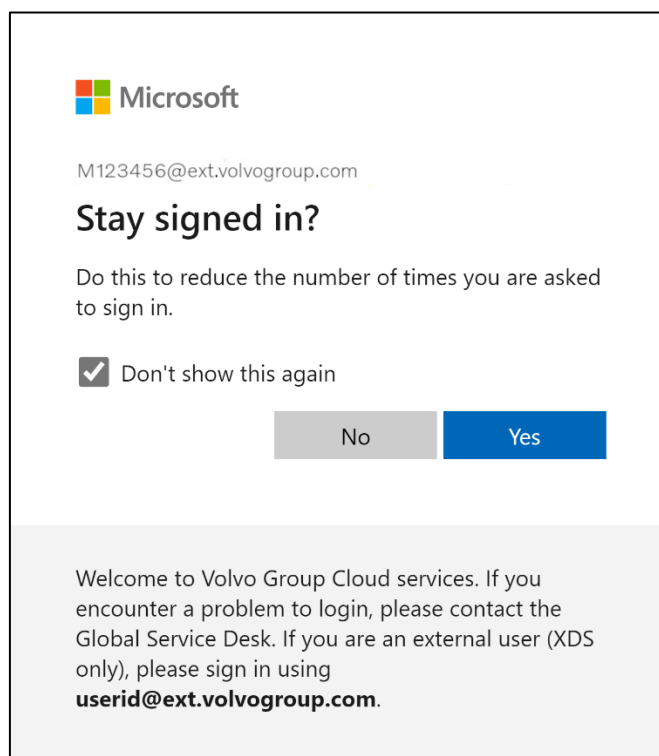 Microsoft
M123456@ext.volvogroup.com
Stay signed in?
Do this to reduce the number of times you are asked
to sign in.
Don't show this again
No
Yes
Welcome to Volvo Group Cloud services. If you
encounter a problem to login, please contact the
Global Service Desk. If you are an external user (XDS
only), please sign in using
userid@ext.volvogroup.com.